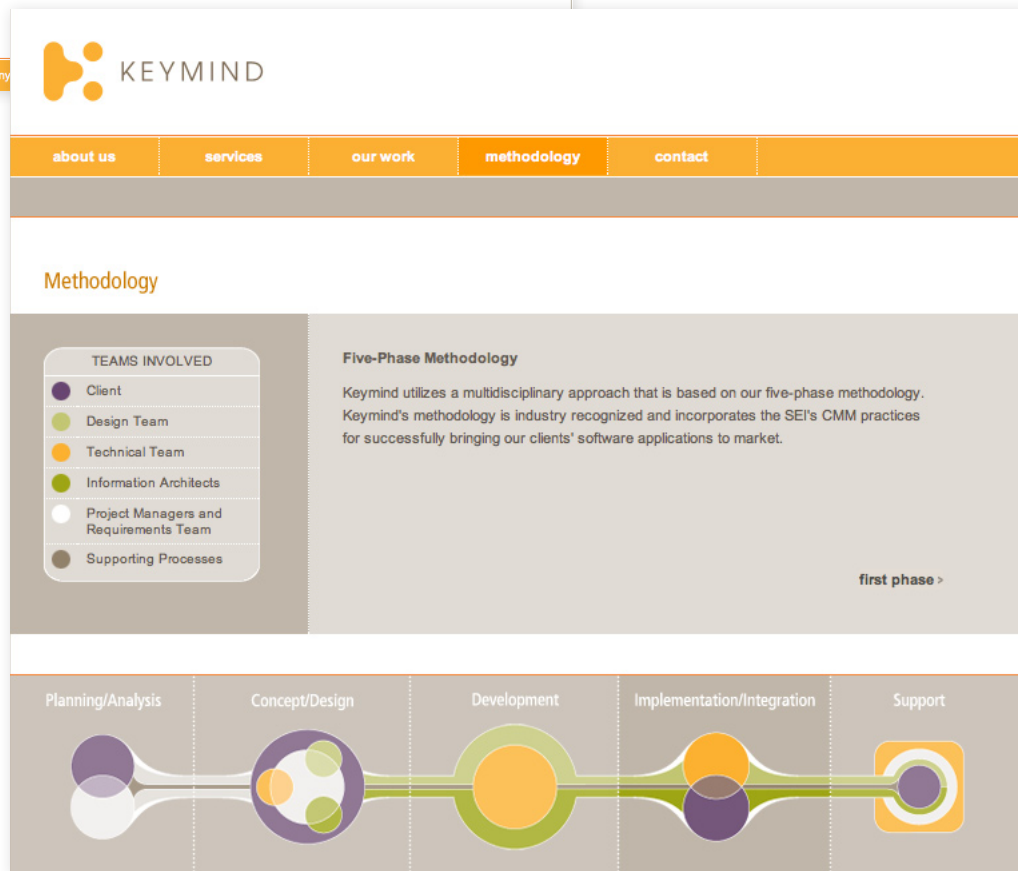 KEYMIND
about us services our work methodology contact
Methodology
TEAMS INVOLVED
Client
Design Team
Technical Team
Information Architects
Project Managers and
Requirements Team
Supporting Processes
Five-Phase Methodology
Keymind utilizes a multidisciplinary approach that is based on our five-phase methodology.
Keymind's methodology is industry recognized and incorporates the SEI's CMM practices
for successfully bringing our clients' software applications to market.
first phase >
Planning/Analysis Concept/Design Development Implementation/Integration Support